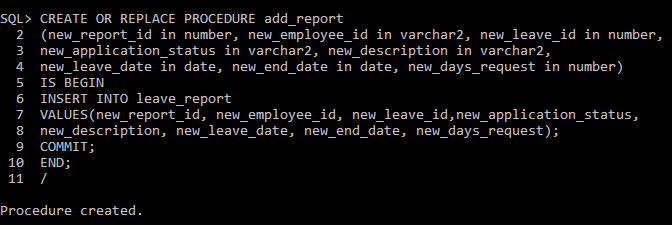 SQL> CREATE OR REPLACE PROCEDURE add_report
2 (new_report_id in number, new_employee_id in varchar2, new_leave_id in number,
3 new_application_status in varchar2, new_description in varchar2,
4 new_leave_date in date, new_end_date in date, new_days_request in number)
5 IS BEGIN
6 INSERT INTO leave_report
7 VALUES(new_report_id, new_employee_id, new_leave_id,new_application_status,
8 new_description, new_leave_date, new_end_date, new_days_request);
9 COMMIT;
10 END;
11 /
Procedure created.